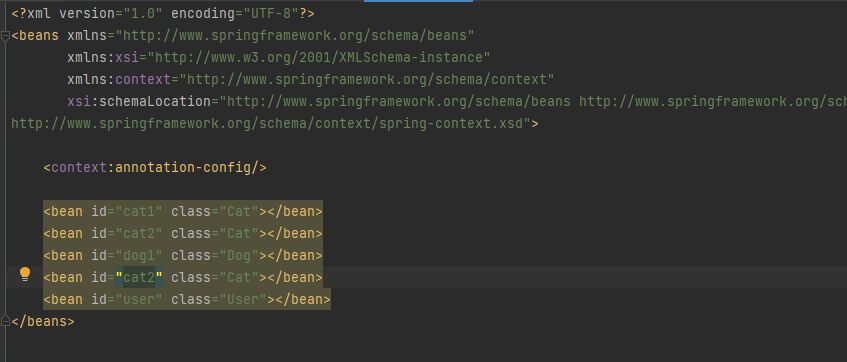 <?xml version="1.0" encoding="UTF-8"?>
<beans xmlns="http://www.springframework.org/schema/beans"
xmlns:xsi="http://www.w3.org/2001/XMLSchema-instance"
xmlns:context="http://www.springframework.org/schema/context"
xsi:schemaLocation="http://www.springframework.org/schema/beans http://www.springframework.org/sch
http://www.springframework.org/schema/context/spring-context.xsd">
<context:annotation-config/>
<bean id="cat1" class="Cat"></bean>
<bean id="cat2" class="Cat"></bean>
<bean id="dog1" class="Dog"></bean>
<bean id="cat2" class="Cat"></bean>
<bean id="user" class="User"></bean>
</beans>